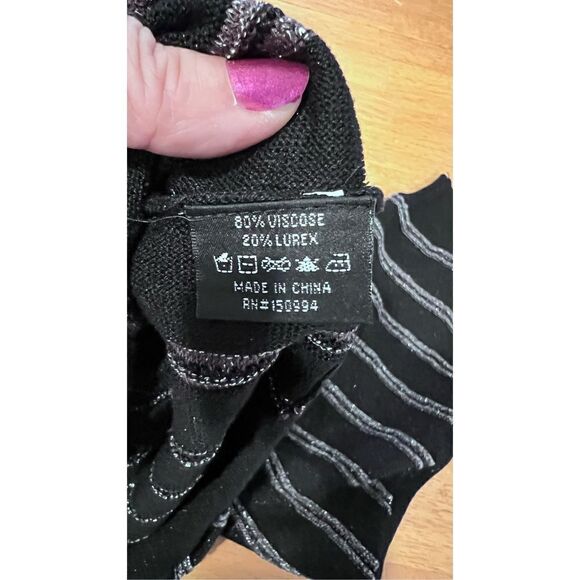 80% VISCOSE
20% LUREX
MADE IN CHINA
RN#150994